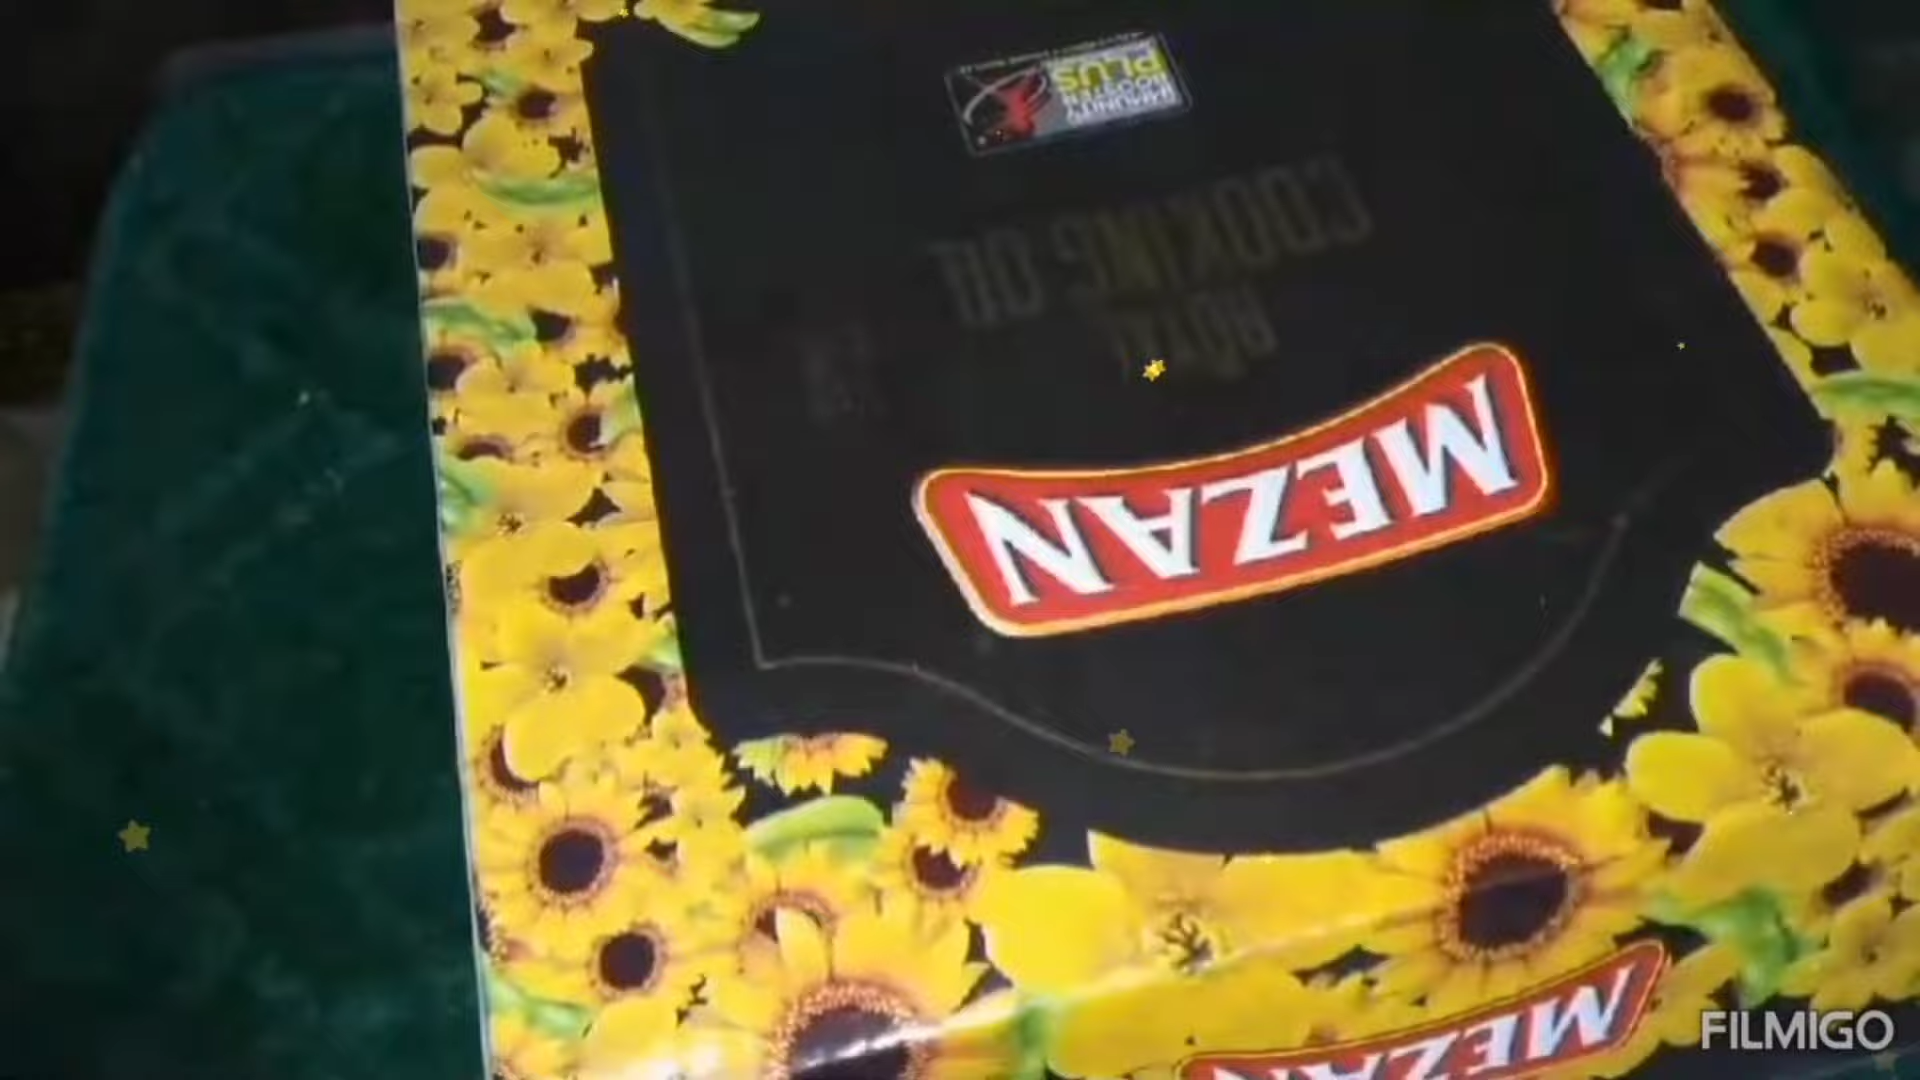 MEZAN
ROYAL
COOKING OIL
IMMUNITY
BOOSTER
PLUS
MEZAN
FILMIGO